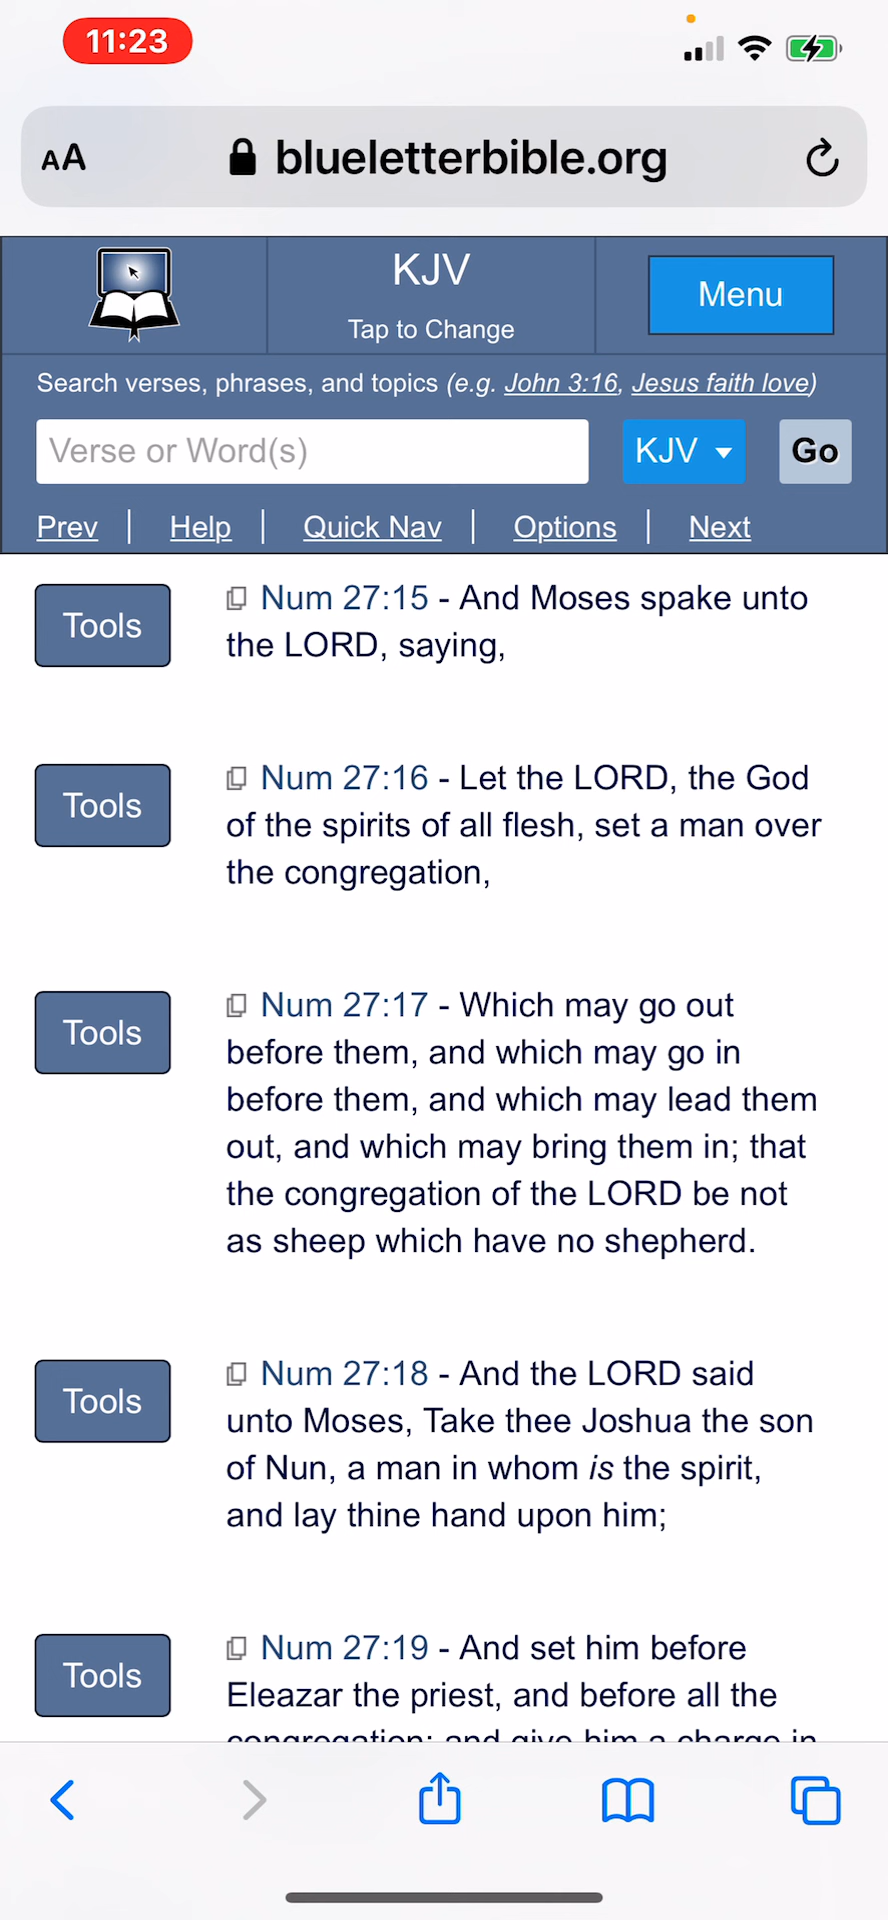 11:23
AA blueletterbible.org
KJV
Tap to Change
Menu
Search verses, phrases, and topics (e.g. John 3:16, Jesus faith love)
Verse or Word(s) KJV Go
Prev | Help | Quick Nav | Options | Next
Tools
Num 27:15 - And Moses spake unto
the LORD, saying,
Tools
Num 27:16 - Let the LORD, the God
of the spirits of all flesh, set a man over
the congregation,
Tools
Num 27:17 - Which may go out
before them, and which may go in
before them, and which may lead them
out, and which may bring them in; that
the congregation of the LORD be not
as sheep which have no shepherd.
Tools
Num 27:18 - And the LORD said
unto Moses, Take thee Joshua the son
of Nun, a man in whom is the spirit,
and lay thine hand upon him;
Tools
Num 27:19 - And set him before
Eleazar the priest, and before all the
congregation; and give him a charge in